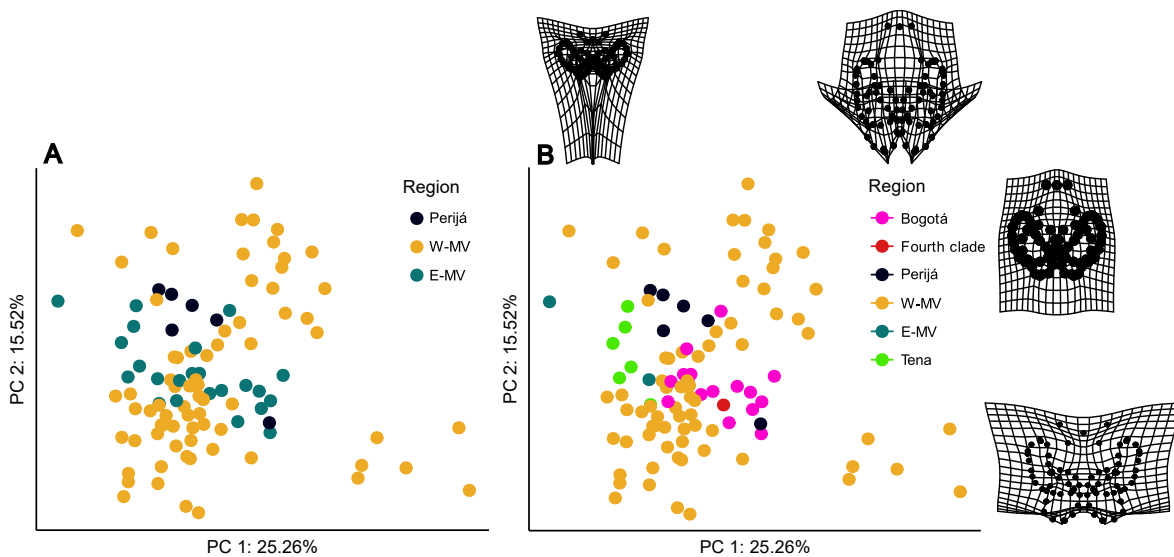 A
Region
Perijá
W-MV
E-MV
PC 2: 15.52%
PC 1: 25.26%
B
Region
Bogotá
Fourth clade
Perijá
W-MV
E-MV
Tena
PC 2: 15.52%
PC 1: 25.26%